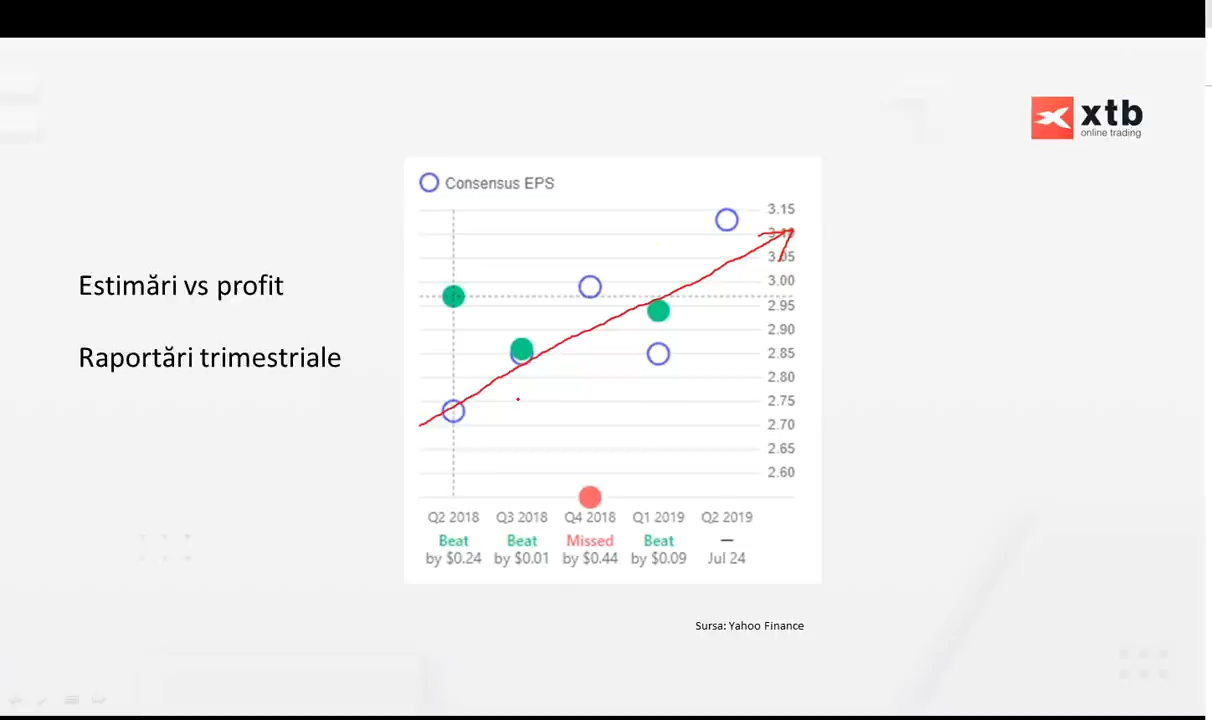 xtb
online trading
Consensus EPS
3.15
3.10
3.05
3.00
2.95
2.90
2.85
2.80
2.75
2.70
2.65
2.60
Estimări vs profit
Raportări trimestriale
Q2 2018 Q3 2018 Q4 2018 Q1 2019 Q2 2019
Beat Beat Missed Beat —
by $0.24 by $0.01 by $0.44 by $0.09 Jul 24
Sursa: Yahoo Finance